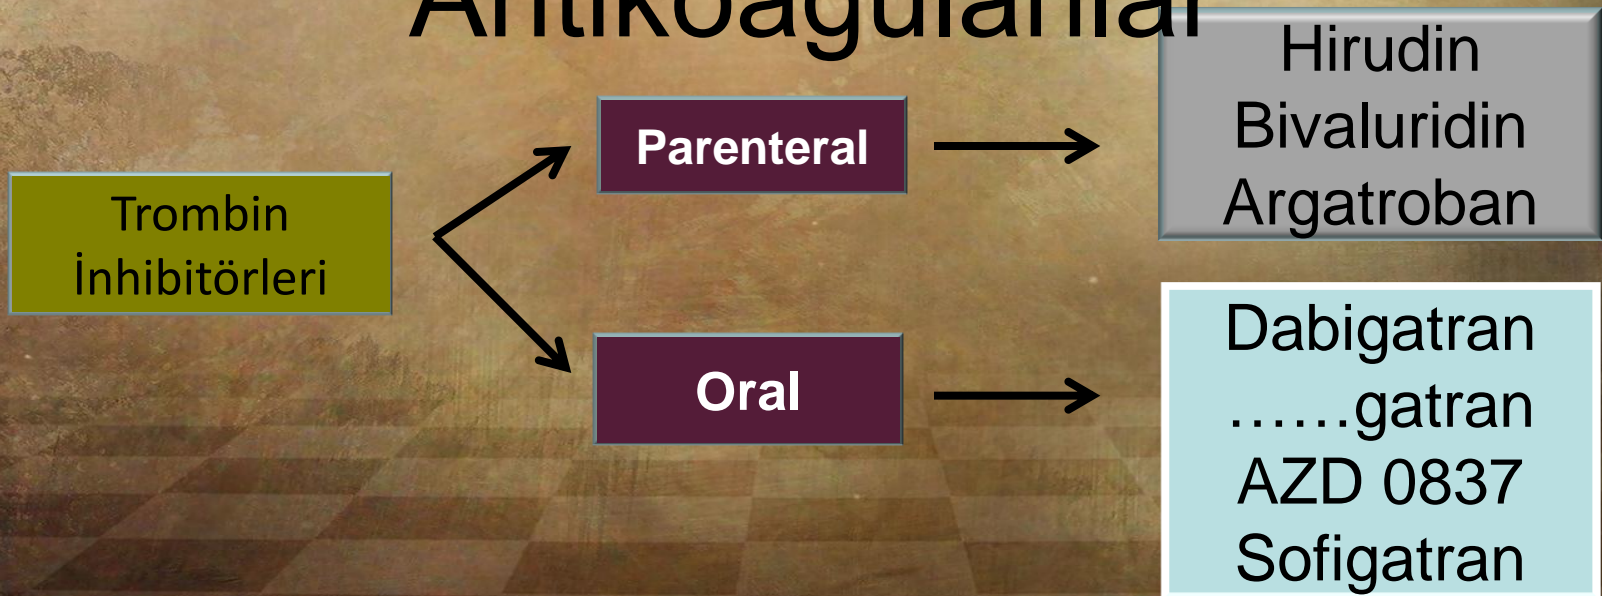 Antikoagulanlar
Trombin
İnhibitörleri
Parenteral
Oral
Hirudin
Bivaluridin
Argatroban
Dabigatran
……gatran
AZD 0837
Sofigatran